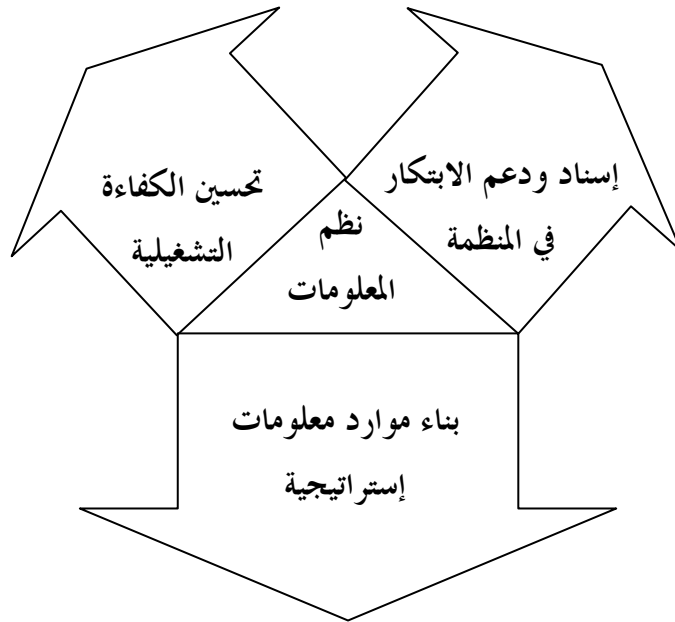 إسناد ودعم الابتكار
في المنظمة
تحسين الكفاءة
التشغيلية
نظم
المعلومات
بناء موارد معلومات
إستراتيجية